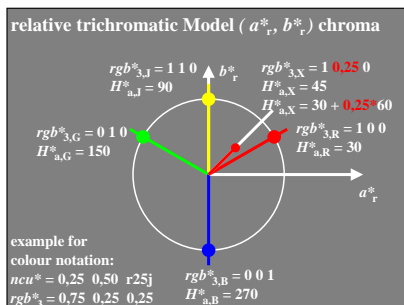 relative trichromatic Model (a*r, b*r) chroma
rgb*3,J = 1 1 0
H*a,J = 90
b*r
rgb*3,X = 1 0,25 0
H*a,X = 45
H*a,X = 30 + 0,25*60
rgb*3,G = 0 1 0
H*a,G = 150
rgb*3,R = 1 0 0
H*a,R = 30
a*r
example for
colour notation:
ncu* = 0,25 0,50 r25j
rgb*3 = 0,75 0,25 0,25
rgb*3,B = 0 0 1
H*a,B = 270